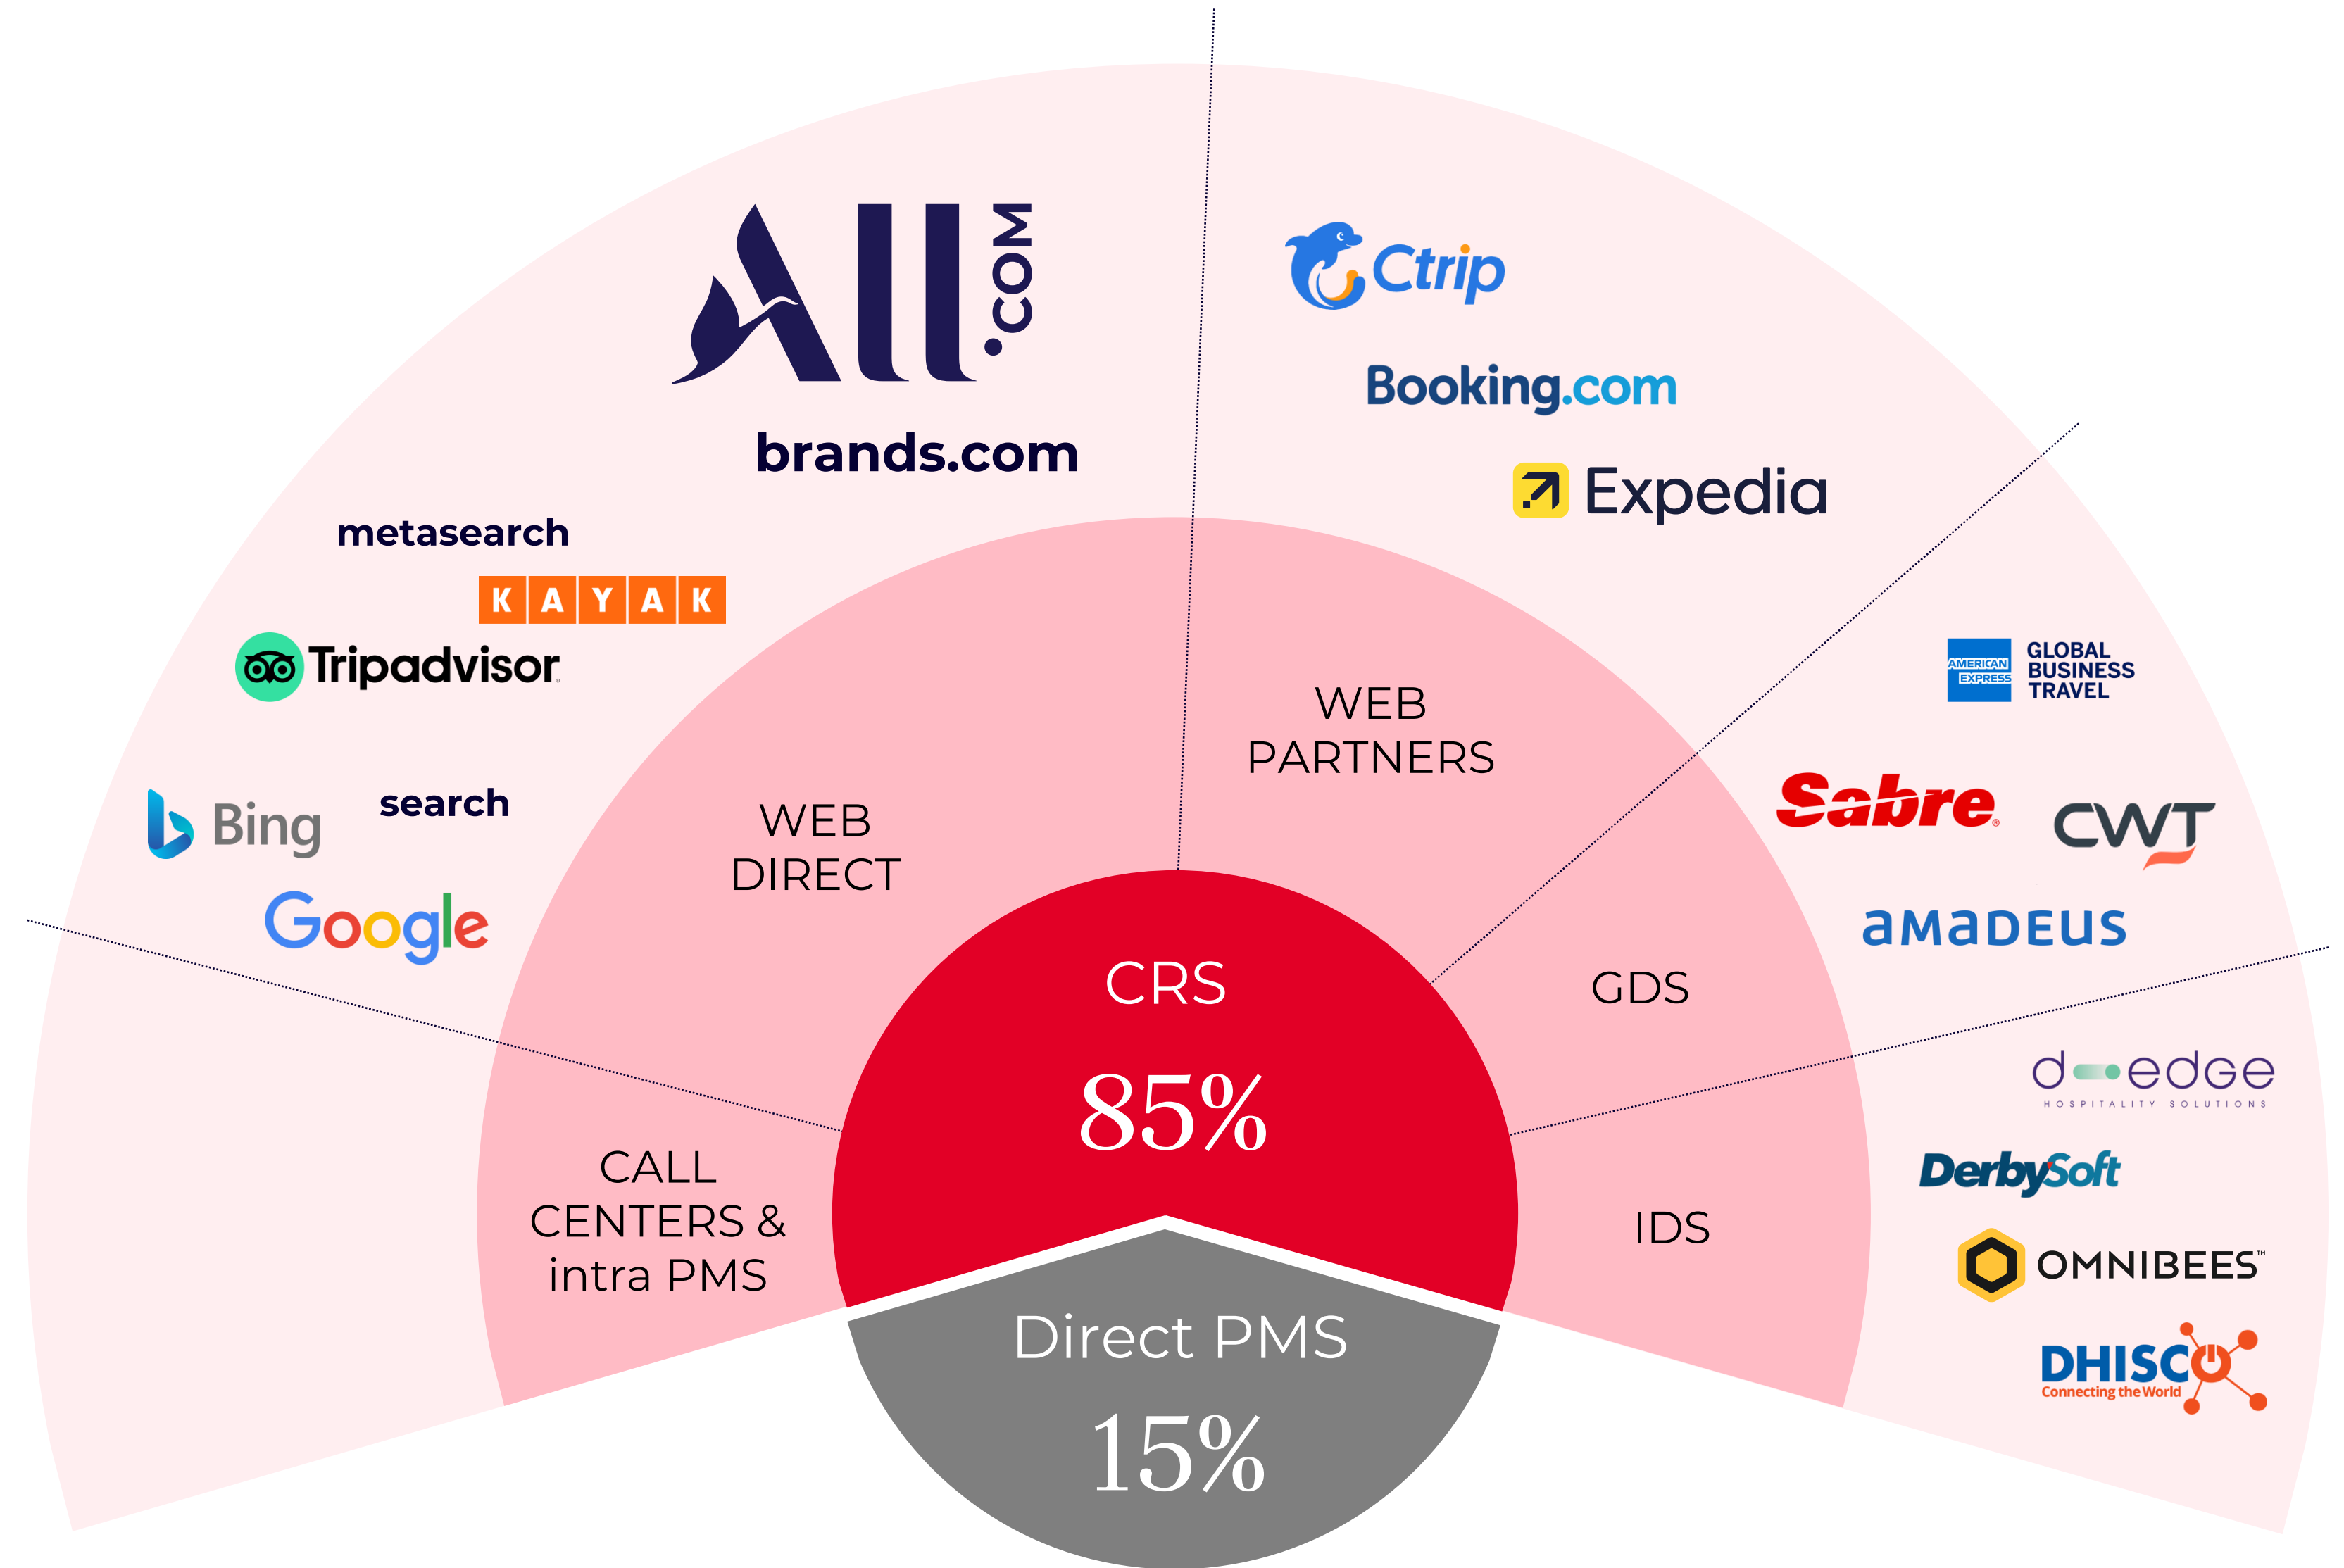 All.COM
brands.com
metasearch
KAYAK
Tripadvisor
search
Bing
Google
Ctrip
Booking.com
Expedia
AMERICAN
EXPRESS
GLOBAL
BUSINESS
TRAVEL
Sabre®
CWT
aMaDEUS
d-edge
HOSPITALITY SOLUTIONS
DerbySoft
OMNIBEES™
DHISCO
Connecting the World
WEB
DIRECT
WEB
PARTNERS
GDS
IDS
CALL
CENTERS &
intra PMS
CRS
85%
Direct PMS
15%